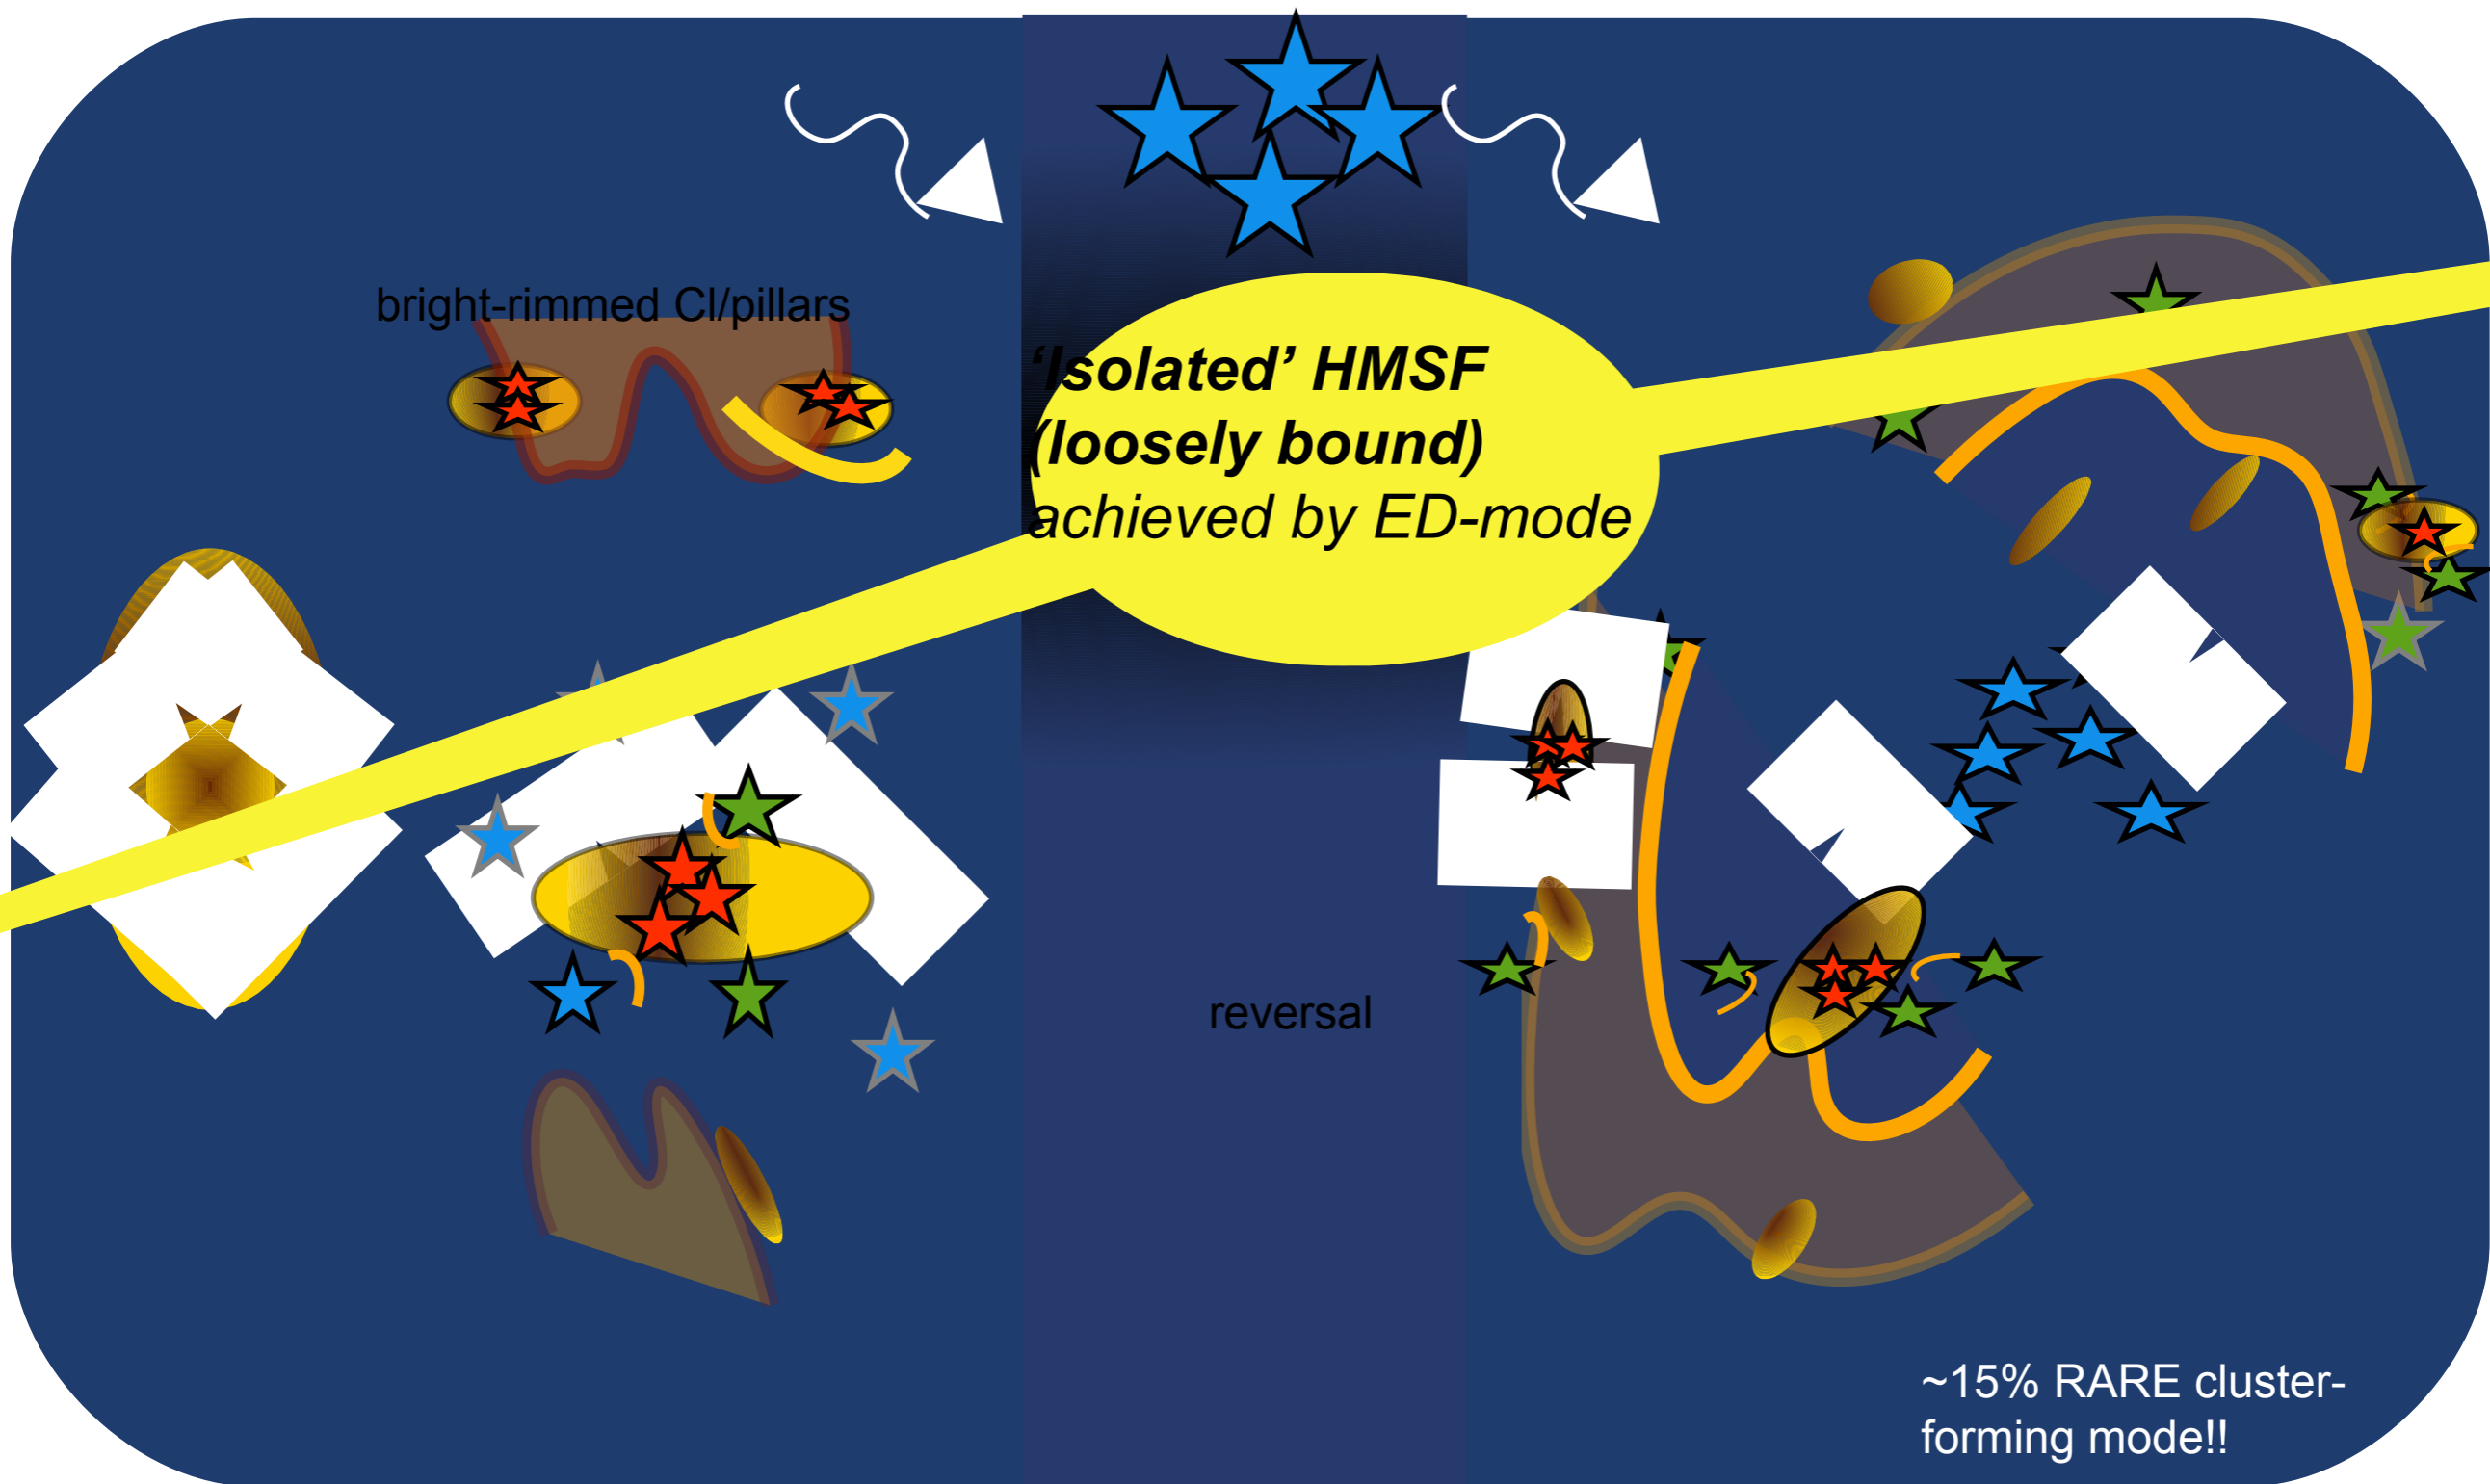 bright-rimmed Cl/pillars
‘Isolated’ HMSF
(loosely bound)
achieved by ED-mode
reversal
~15% RARE cluster-
forming mode!!